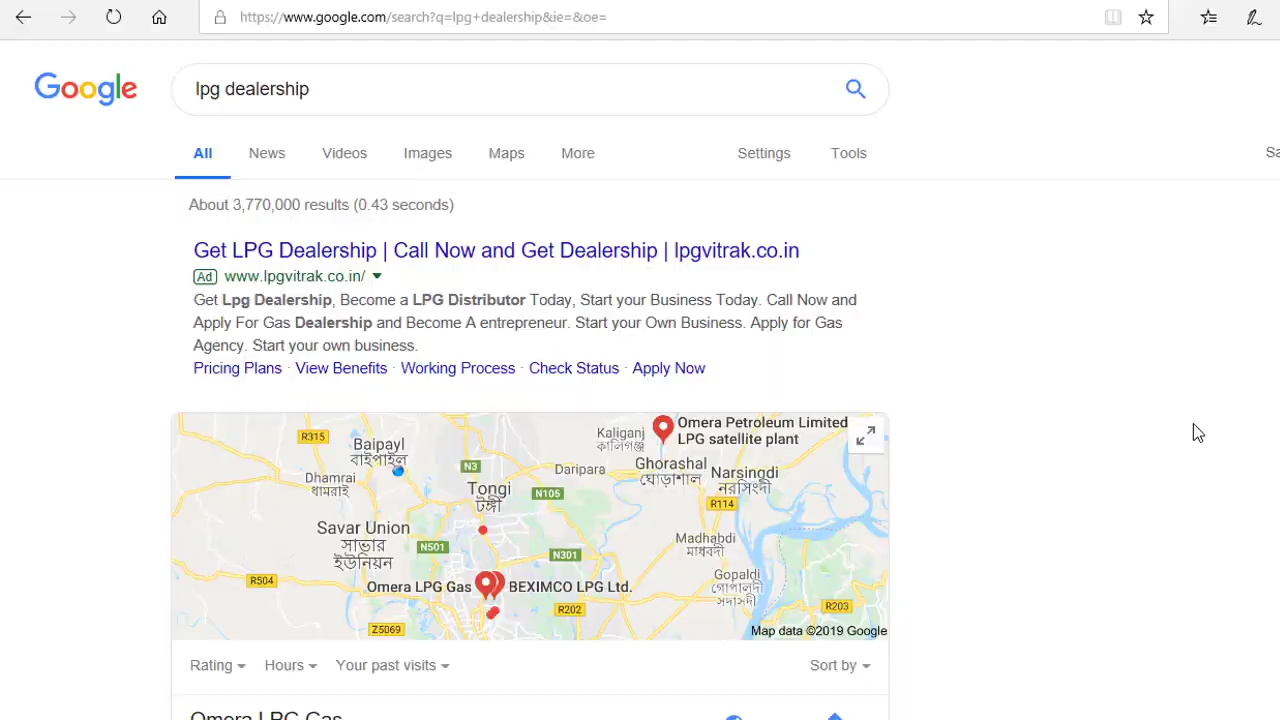 https://www.google.com/search?q=lpg+dealership&ie=&oe=
Google
lpg dealership
All News Videos Images Maps More Settings Tools
About 3,770,000 results (0.43 seconds)
Get LPG Dealership | Call Now and Get Dealership | lpgvitrak.co.in
Ad www.lpgvitrak.co.in/
Get Lpg Dealership, Become a LPG Distributor Today, Start your Business Today. Call Now and
Apply For Gas Dealership and Become A entrepreneur. Start your Own Business. Apply for Gas
Agency. Start your own business.
Pricing Plans · View Benefits · Working Process · Check Status · Apply Now
Omera Petroleum Limited
LPG satellite plant
R315
Kaliganj
কালিগঞ্জ
Baipayl
বাইপাইল
N3
Daripara
Ghorashal
ঘোড়াশাল
Narsingdi
নরসিংদী
Dhamrai
ধামরাই
Tongi
টঙ্গী
N105
R114
Savar Union
সাভার
ইউনিয়ন
N501
N301
Madhabdi
মাধবদী
R504
Omera LPG Gas
BEXIMCO LPG Ltd.
Gopaldi
গোপালদী
R202
R203
Z5069
Map data ©2019 Google
Rating Hours Your past visits Sort by
Omera LPG Gas